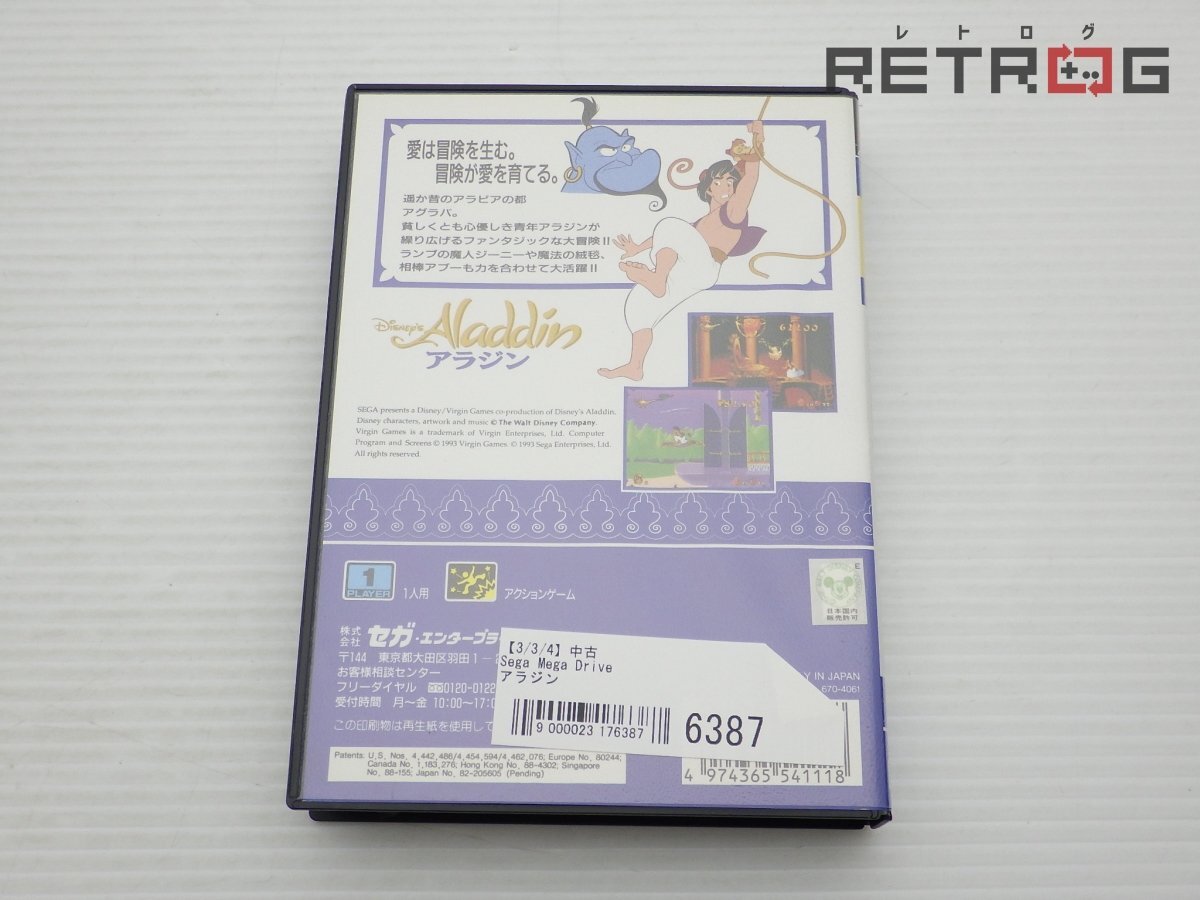 レトログ
RETROG
愛は冒険を生む。
冒険が愛を育てる。
遥か昔のアラビアの都
アグラバ。
貧しくとも心優しき青年アラジンが
繰り広げるファンタジックな大冒険!!
ランプの魔人ジーニーや魔法の絨毯、
相棒アブーも力を合わせて大活躍!!
Disney's Aladdin
アラジン
SEGA presents a Disney/Virgin Games co-production of Disney's Aladdin.
Disney characters, artwork and music © The Walt Disney Company.
Virgin Games is a trademark of Virgin Enterprises, Ltd. Computer
Program and Screens © 1993 Virgin Games. © 1993 Sega Enterprises, Ltd.
All rights reserved.
1
PLAYER
1人用
アクションゲーム
E
日本国内
販売許可
株式
会社
セガ・エンタープラ
〒144 東京都大田区羽田1－
お客様相談センター
フリーダイヤル 0120-0122
受付時間 月〜金 10:00〜17:0
この印刷物は再生紙を使用して
Y IN JAPAN
670-4061
【3/3/4】中古
Sega Mega Drive
アラジン
9 000023 176387
6387
Patents: U.S. Nos. 4,442,486/4,454,594/4,462,076; Europe No. 80244;
Canada No. 1,183,276; Hong Kong No. 88-4302; Singapore
No. 88-155; Japan No. 82-205605 (Pending)
4 974365 541118